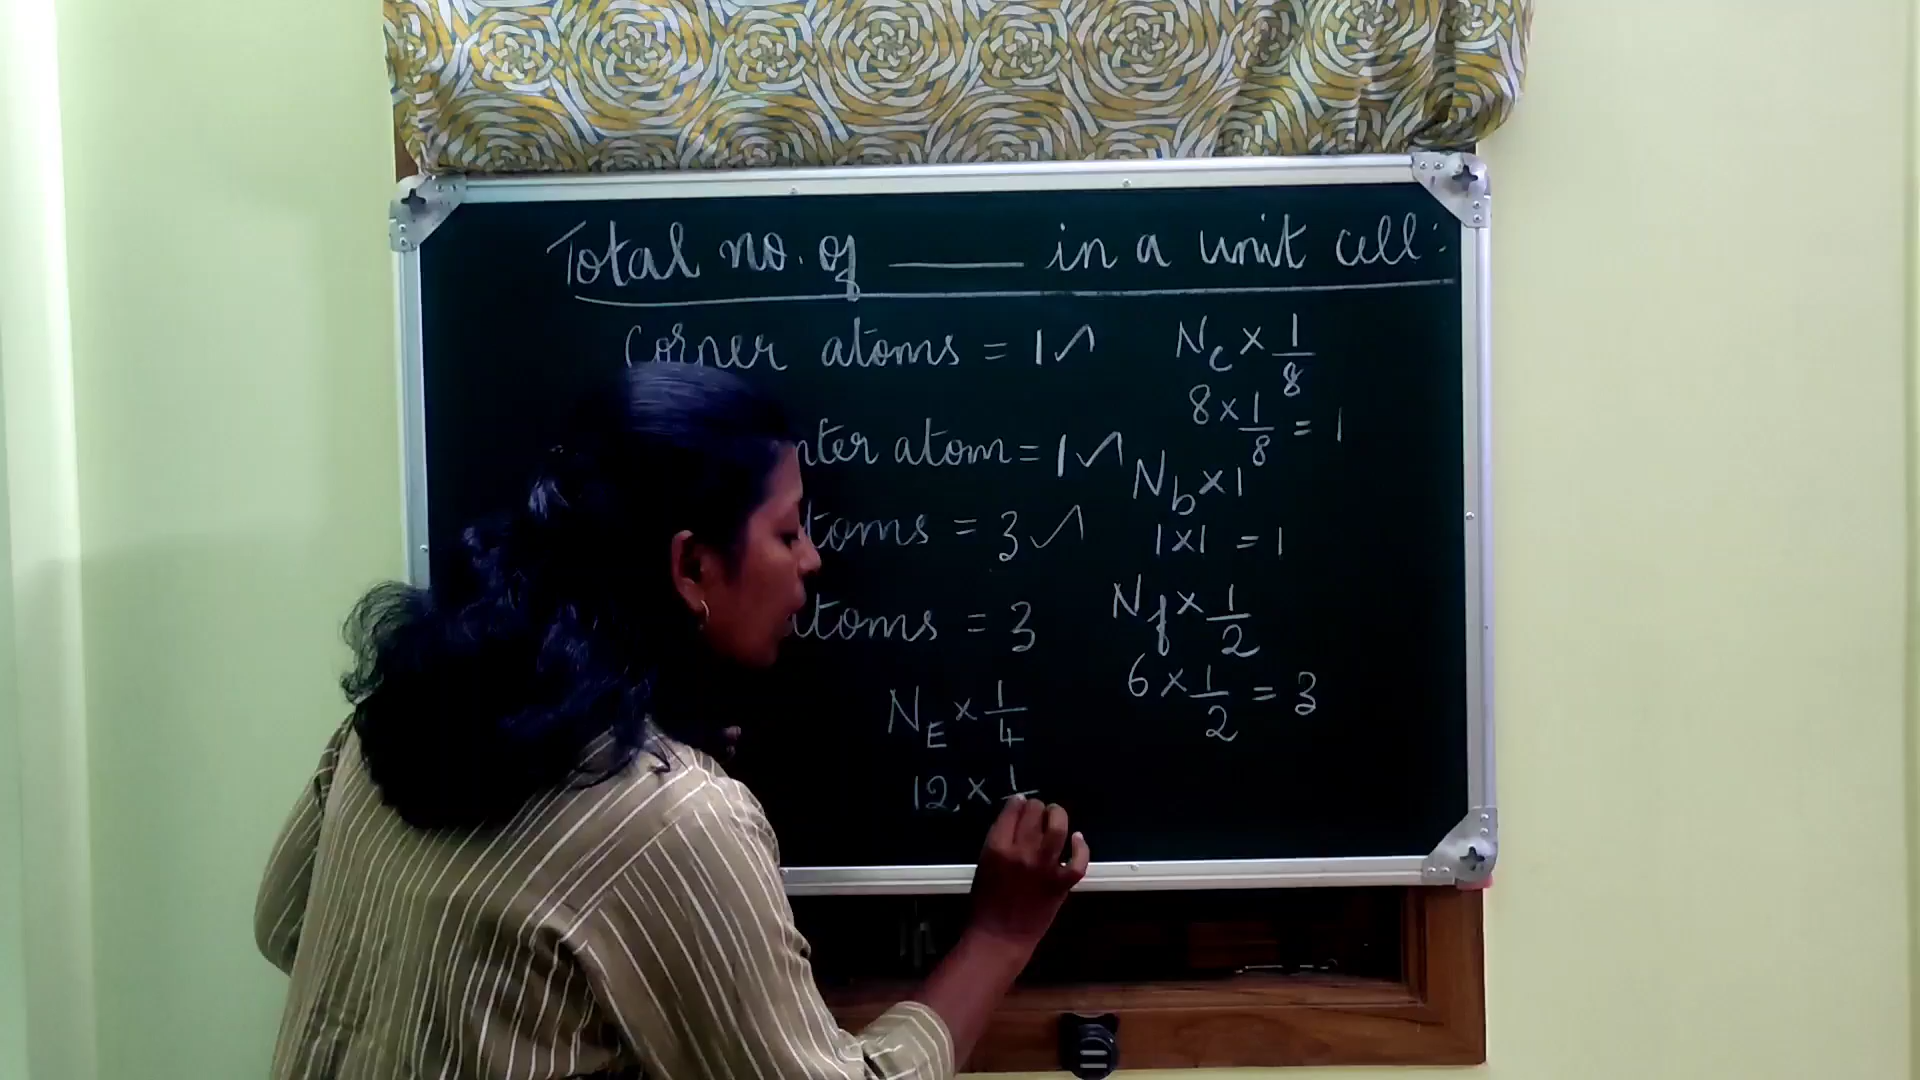 Total no. of ____ in a unit cell:
Corner atoms = 1
N_c × 1/8
8 × 1/8 = 1
atom = 1
N_b × 1
1 × 1 = 1
= 3
N_f × 1/2
6 × 1/2 = 3
atoms = 3
N_E × 1/4
12 × 1